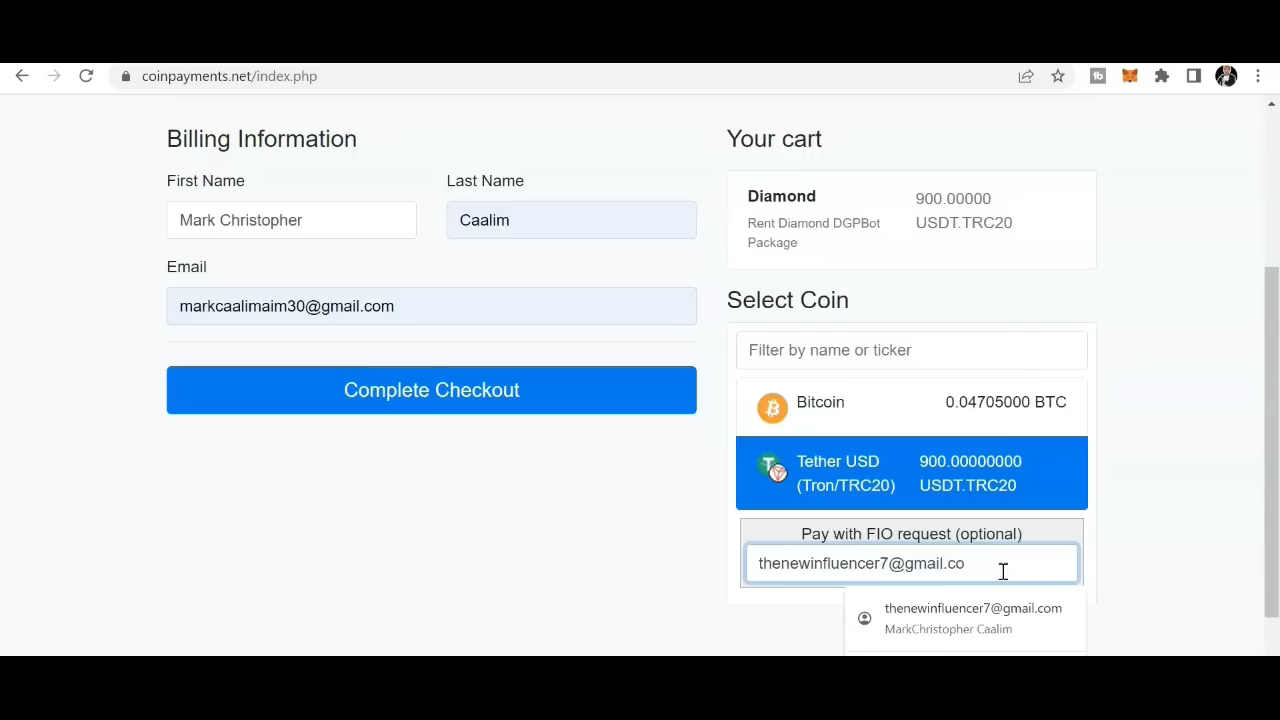 coinpayments.net/index.php
Billing Information
First Name
Last Name
Mark Christopher
Caalim
Email
markcaalimaim30@gmail.com
Complete Checkout
Your cart
Diamond
900.00000
Rent Diamond DGPBot
USDT.TRC20
Package
Select Coin
Filter by name or ticker
Bitcoin
0.04705000 BTC
Tether USD
900.00000000
(Tron/TRC20)
USDT.TRC20
Pay with FIO request (optional)
thenewinfluencer7@gmail.co
thenewinfluencer7@gmail.com
MarkChristopher Caalim